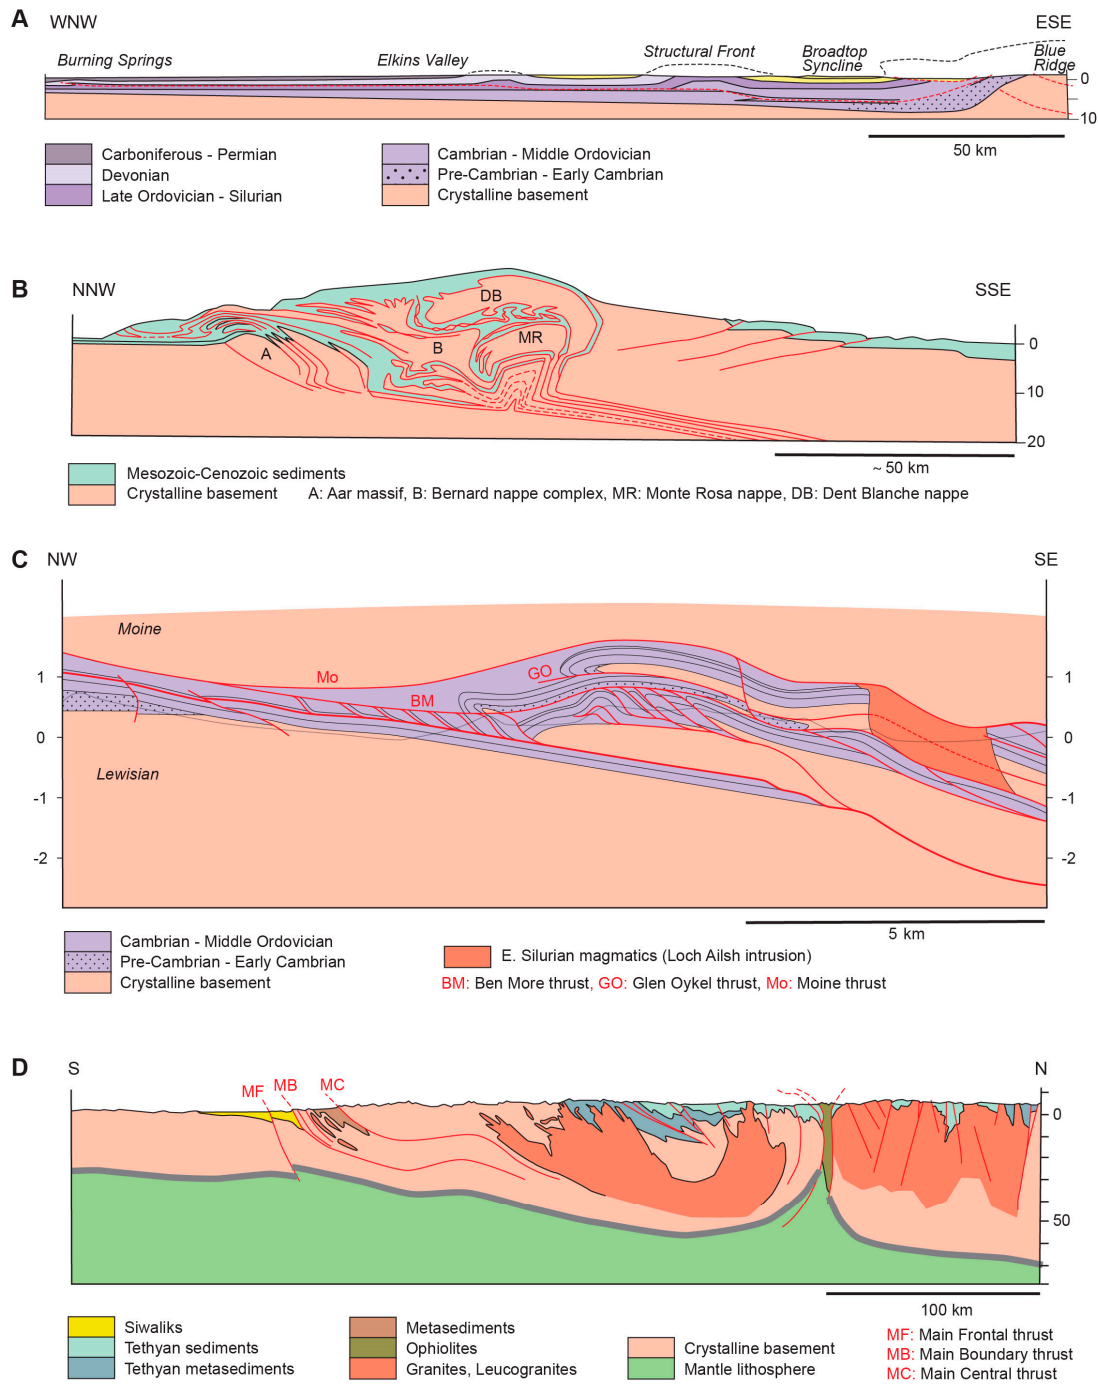 A
WNW
ESE
Burning Springs
Elkins Valley
Structural Front
Broadtop
Syncline
Blue
Ridge
0
10
50 km
Carboniferous - Permian
Devonian
Late Ordovician - Silurian
Cambrian - Middle Ordovician
Pre-Cambrian - Early Cambrian
Crystalline basement
B
NNW
SSE
DB
MR
B
A
0
10
20
~ 50 km
Mesozoic-Cenozoic sediments
Crystalline basement
A: Aar massif, B: Bernard nappe complex, MR: Monte Rosa nappe, DB: Dent Blanche nappe
C
NW
SE
Moine
Mo
GO
BM
Lewisian
1
0
-1
-2
1
0
-1
-2
5 km
Cambrian - Middle Ordovician
Pre-Cambrian - Early Cambrian
Crystalline basement
E. Silurian magmatics (Loch Ailsh intrusion)
BM: Ben More thrust, GO: Glen Oykel thrust, Mo: Moine thrust
D
S
N
MF
MB
MC
0
50
100 km
Siwaliks
Tethyan sediments
Tethyan metasediments
Metasediments
Ophiolites
Granites, Leucogranites
Crystalline basement
Mantle lithosphere
MF: Main Frontal thrust
MB: Main Boundary thrust
MC: Main Central thrust